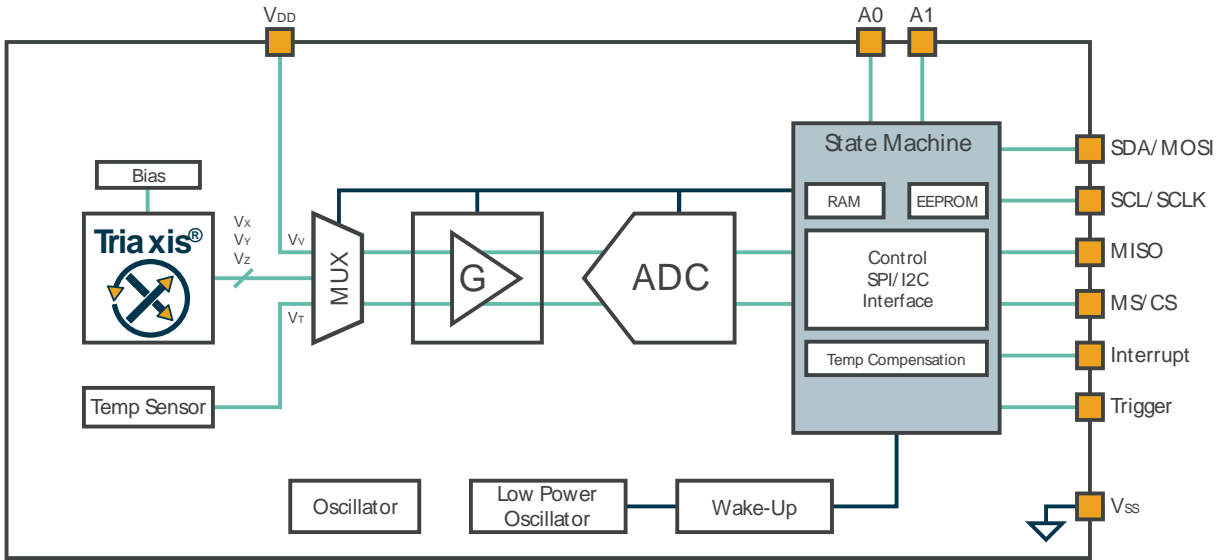 VDD
A0
A1
State Machine
SDA/MOSI
Bias
RAM
EEPROM
SCL/SCLK
Triaxis®
VX
VY
VZ
VV
MUX
G
ADC
Control
SPI/I2C
Interface
MISO
MS/CS
VT
Temp Compensation
Interrupt
Temp Sensor
Trigger
Oscillator
Low Power
Oscillator
Wake-Up
VSS